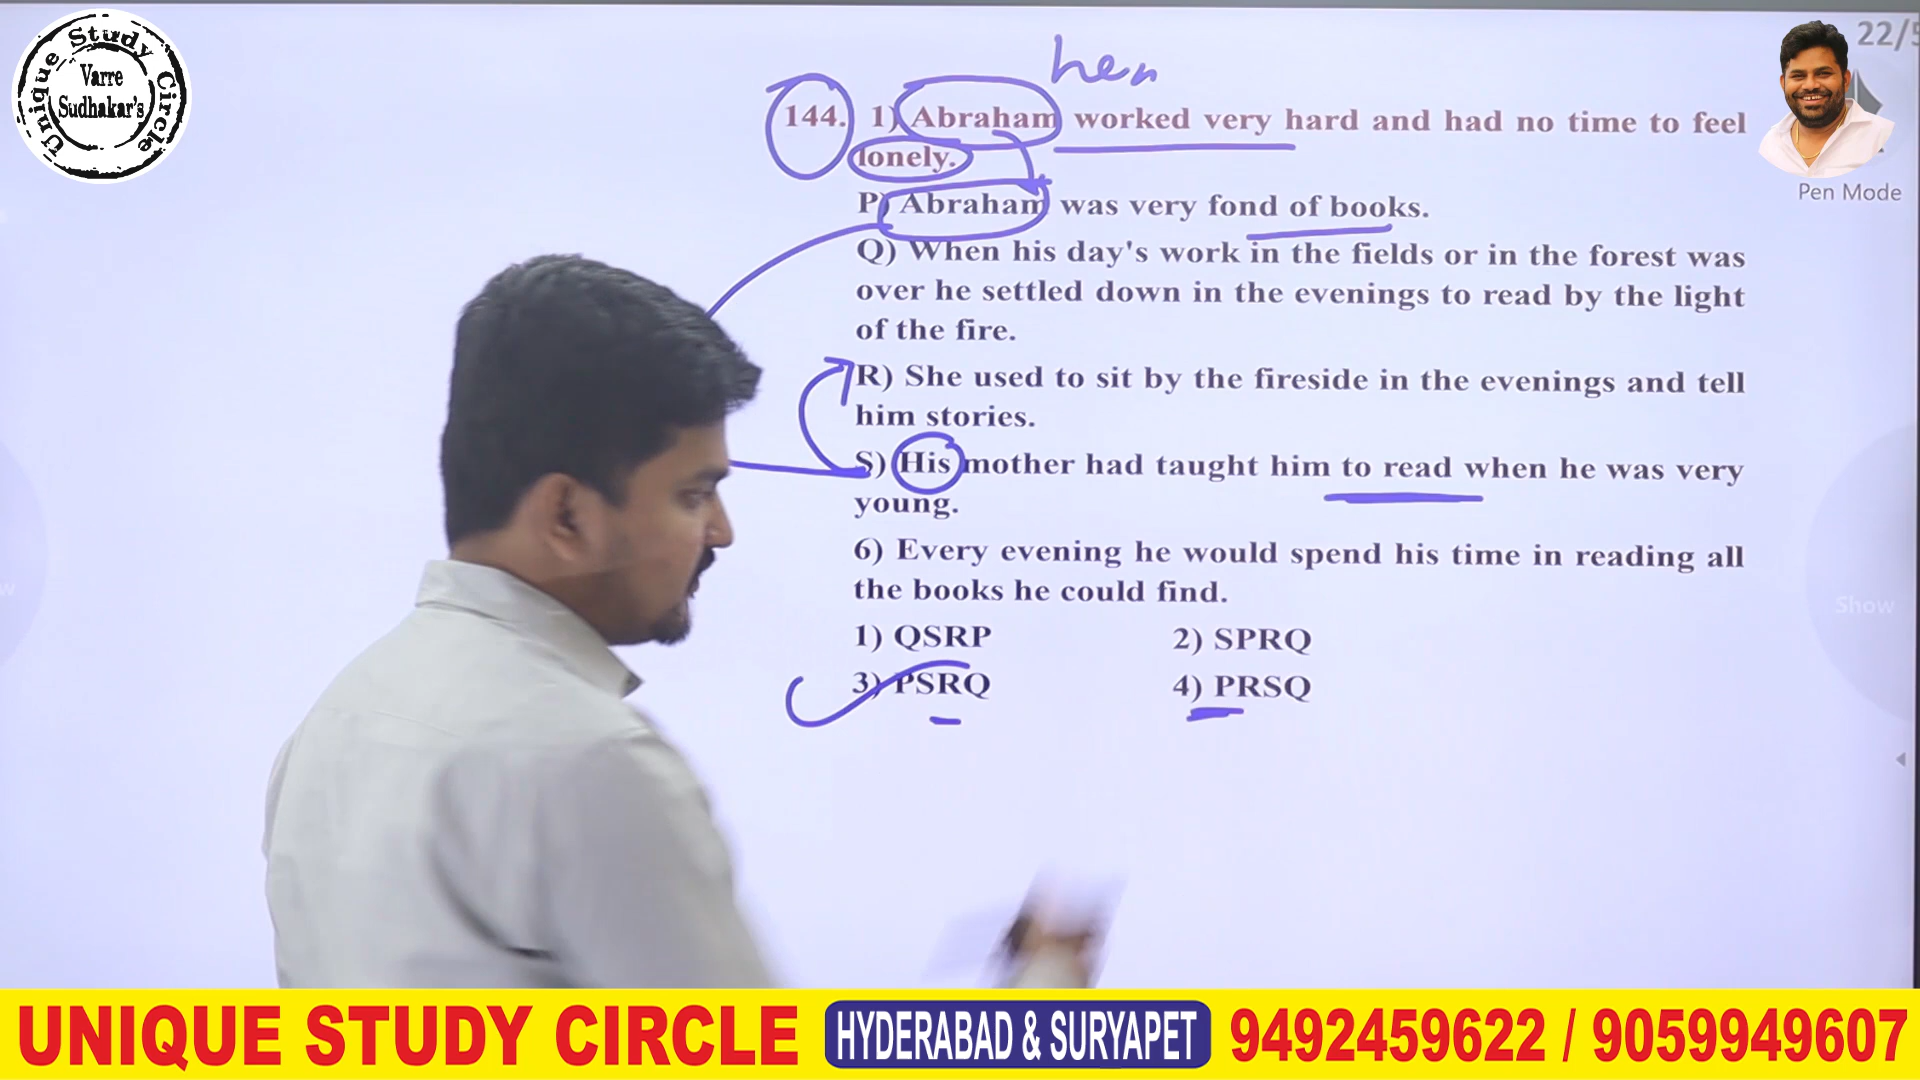 Unique Study Circle
Varre
Sudhakar's
hen
22/5
Pen Mode
144. 1) Abraham worked very hard and had no time to feel
lonely.
P) Abraham was very fond of books.
Q) When his day's work in the fields or in the forest was
over he settled down in the evenings to read by the light
of the fire.
R) She used to sit by the fireside in the evenings and tell
him stories.
S) His mother had taught him to read when he was very
young.
6) Every evening he would spend his time in reading all
the books he could find.
Show
1) QSRP 2) SPRQ
3) PSRQ 4) PRSQ
UNIQUE STUDY CIRCLE HYDERABAD & SURYAPET 9492459622 / 9059949607